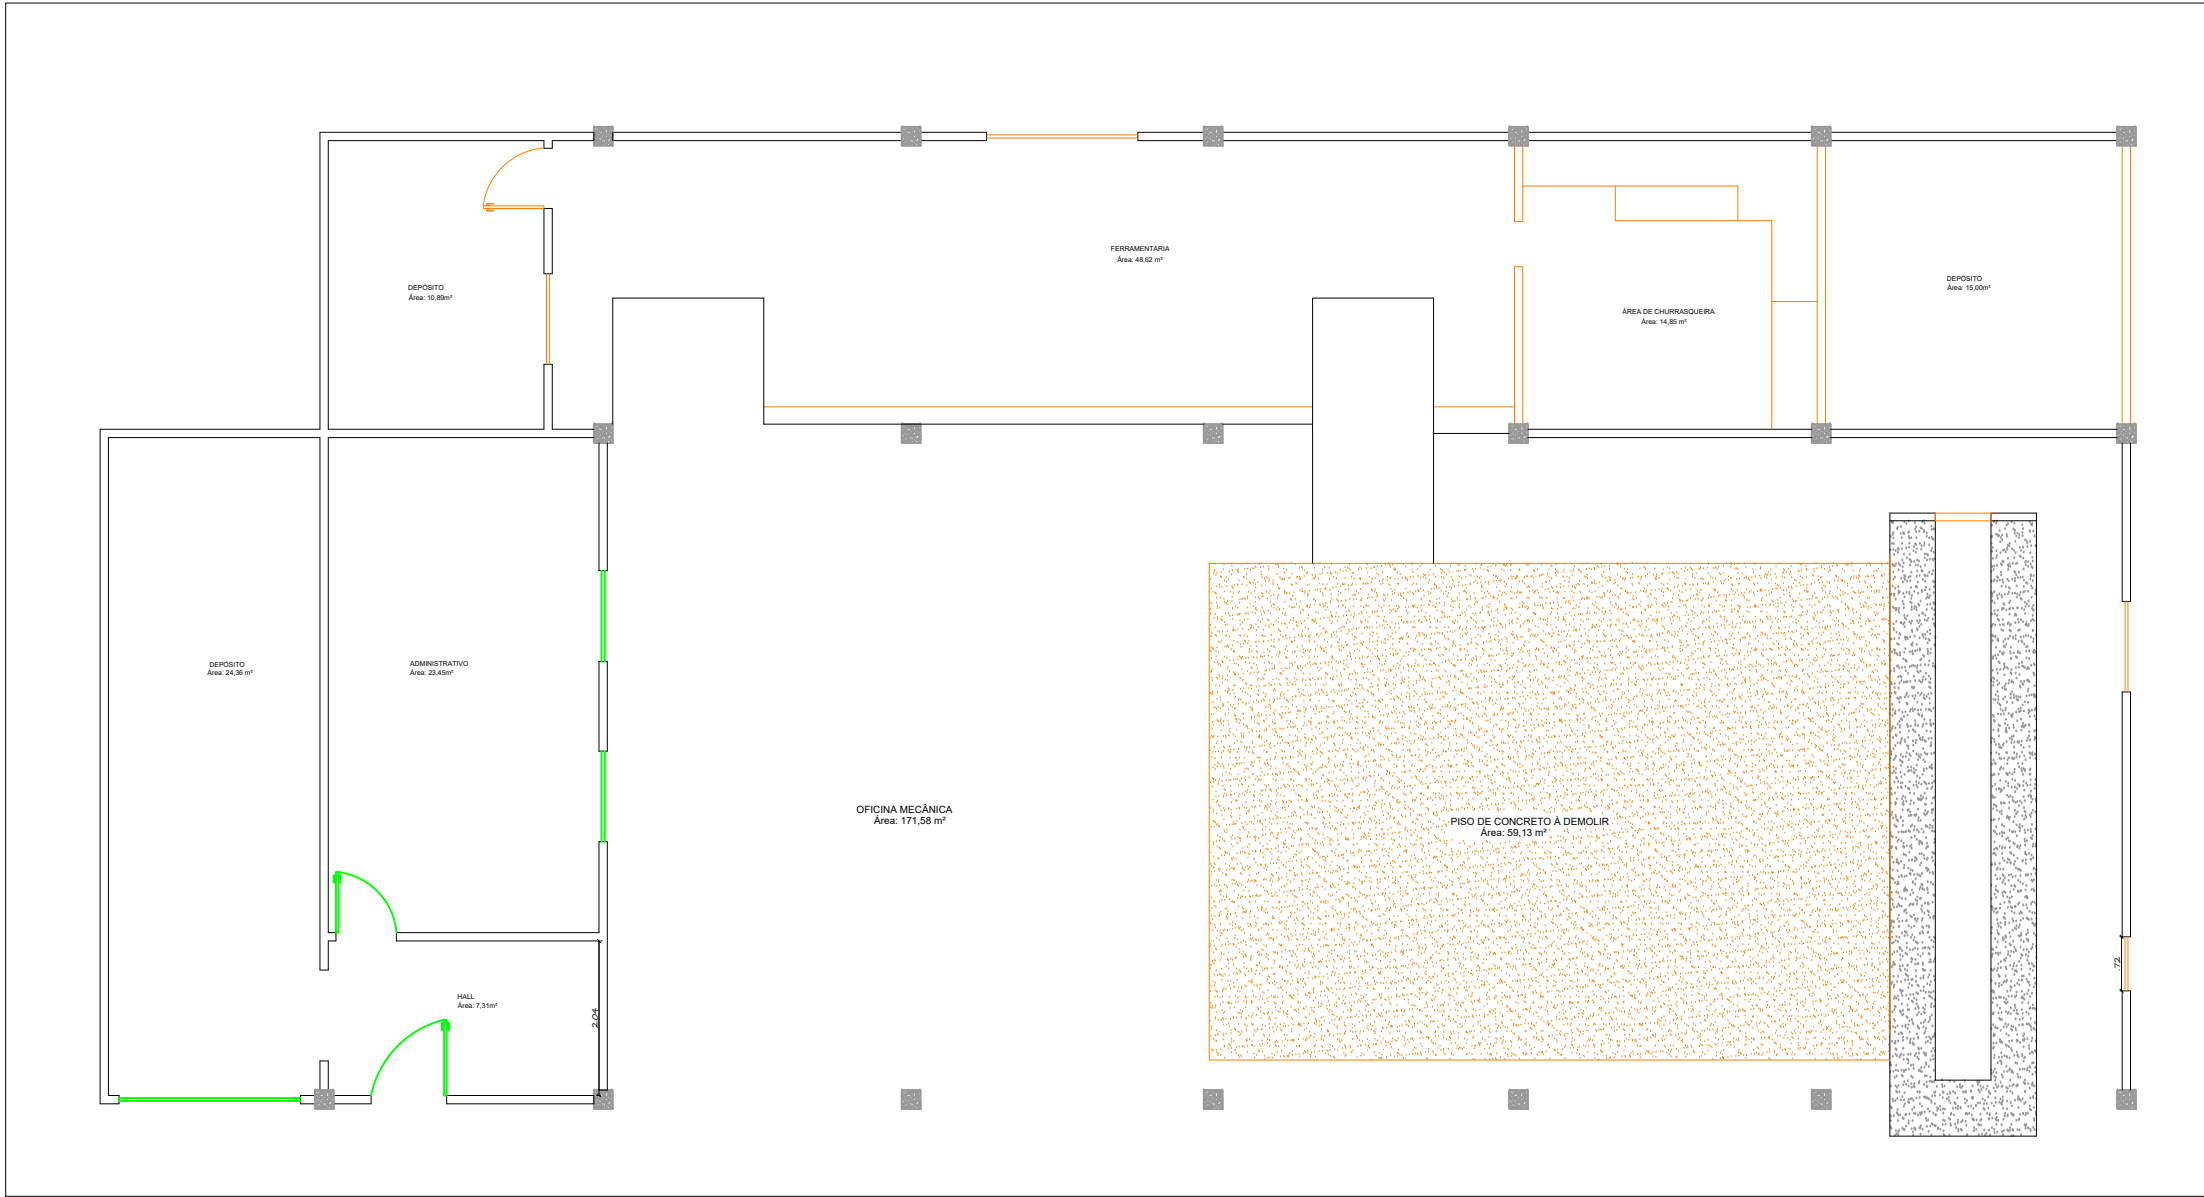 FERRAMENTARIA
Área: 48,62 m²
DEPÓSITO
Área: 10,89m²
DEPÓSITO
Área: 15,00m²
ÁREA DE CHURRASQUEIRA
Área: 14,85 m²
DEPÓSITO
Área: 24,36 m²
ADMINISTRATIVO
Área: 23,45m²
OFICINA MECÂNICA
Área: 171,58 m²
PISO DE CONCRETO À DEMOLIR
Área: 59,13 m²
HALL
Área: 7,31m²
2.04
.72